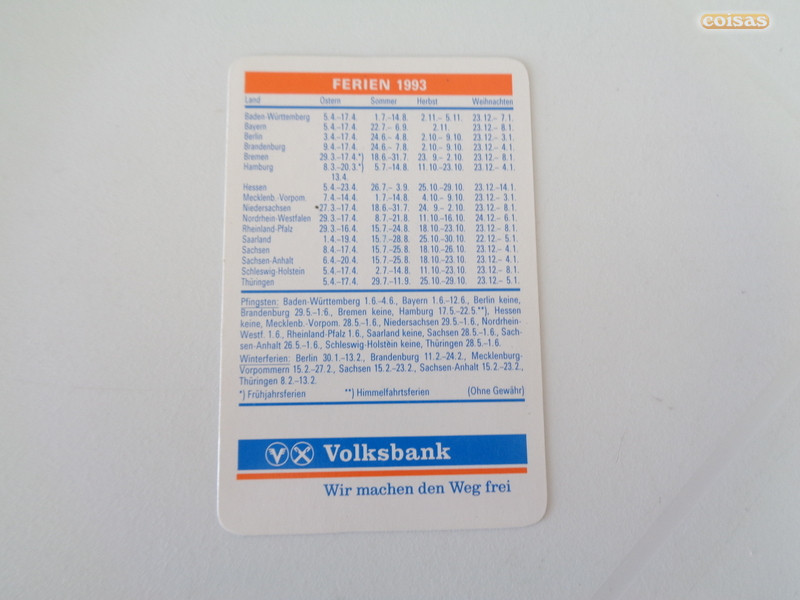 coisas
FERIEN 1993
Land Ostern Sommer Herbst Weihnachten
Baden-Württemberg 5.4.–17.4. 1.7.–14.8. 2.11.– 5.11. 23.12.– 7.1.
Bayern 5.4.–17.4. 22.7.– 6.9. 2.11. 23.12.– 8.1.
Berlin 3.4.–17.4. 24.6.– 4.8. 2.10.– 9.10. 23.12.– 3.1.
Brandenburg 9.4.–17.4. 24.6.– 7.8. 2.10.– 9.10. 23.12.– 4.1.
Bremen 29.3.–17.4.*) 18.6.–31.7. 23. 9.– 2.10. 23.12.– 8.1.
Hamburg 8.3.–20.3.*) 5.7.–14.8. 11.10.–23.10. 23.12.– 4.1.
13.4.
Hessen 5.4.–23.4. 26.7.– 3.9. 25.10.–29.10. 23.12.–14.1.
Mecklenb.-Vorpom. 7.4.–14.4. 1.7.–14.8. 4.10.– 9.10. 23.12.– 3.1.
Niedersachsen 27.3.–17.4. 18.6.–31.7. 24. 9.– 2.10. 23.12.– 8.1.
Nordrhein-Westfalen 29.3.–17.4. 8.7.–21.8. 11.10.–16.10. 24.12.– 6.1.
Rheinland-Pfalz 29.3.–16.4. 15.7.–24.8. 18.10.–23.10. 23.12.– 8.1.
Saarland 1.4.–19.4. 15.7.–28.8. 25.10.–30.10. 22.12.– 5.1.
Sachsen 8.4.–17.4. 15.7.–25.8. 18.10.–26.10. 23.12.– 4.1.
Sachsen-Anhalt 6.4.–20.4. 15.7.–25.8. 18.10.–23.10. 23.12.– 4.1.
Schleswig-Holstein 5.4.–17.4. 2.7.–14.8. 11.10.–23.10. 23.12.– 8.1.
Thüringen 5.4.–17.4. 29.7.–11.9. 25.10.–29.10. 23.12.– 5.1.
Pfingsten: Baden-Württemberg 1.6.–4.6., Bayern 1.6.–12.6., Berlin keine,
Brandenburg 29.5.–1.6., Bremen keine, Hamburg 17.5.–22.5.**), Hessen
keine, Mecklenb.-Vorpom. 28.5.–1.6., Niedersachsen 29.5.–1.6., Nordrhein-
Westf. 1.6., Rheinland-Pfalz 1.6., Saarland keine, Sachsen 28.5.–1.6., Sach-
sen-Anhalt 26.5.–1.6., Schleswig-Holstein keine, Thüringen 28.5.–1.6.
Winterferien: Berlin 30.1.–13.2., Brandenburg 11.2.–24.2., Mecklenburg-
Vorpommern 15.2.–27.2., Sachsen 15.2.–23.2., Sachsen-Anhalt 15.2.–23.2.,
Thüringen 8.2.–13.2.
*) Frühjahrsferien **) Himmelfahrtsferien (Ohne Gewähr)
Volksbank
Wir machen den Weg frei